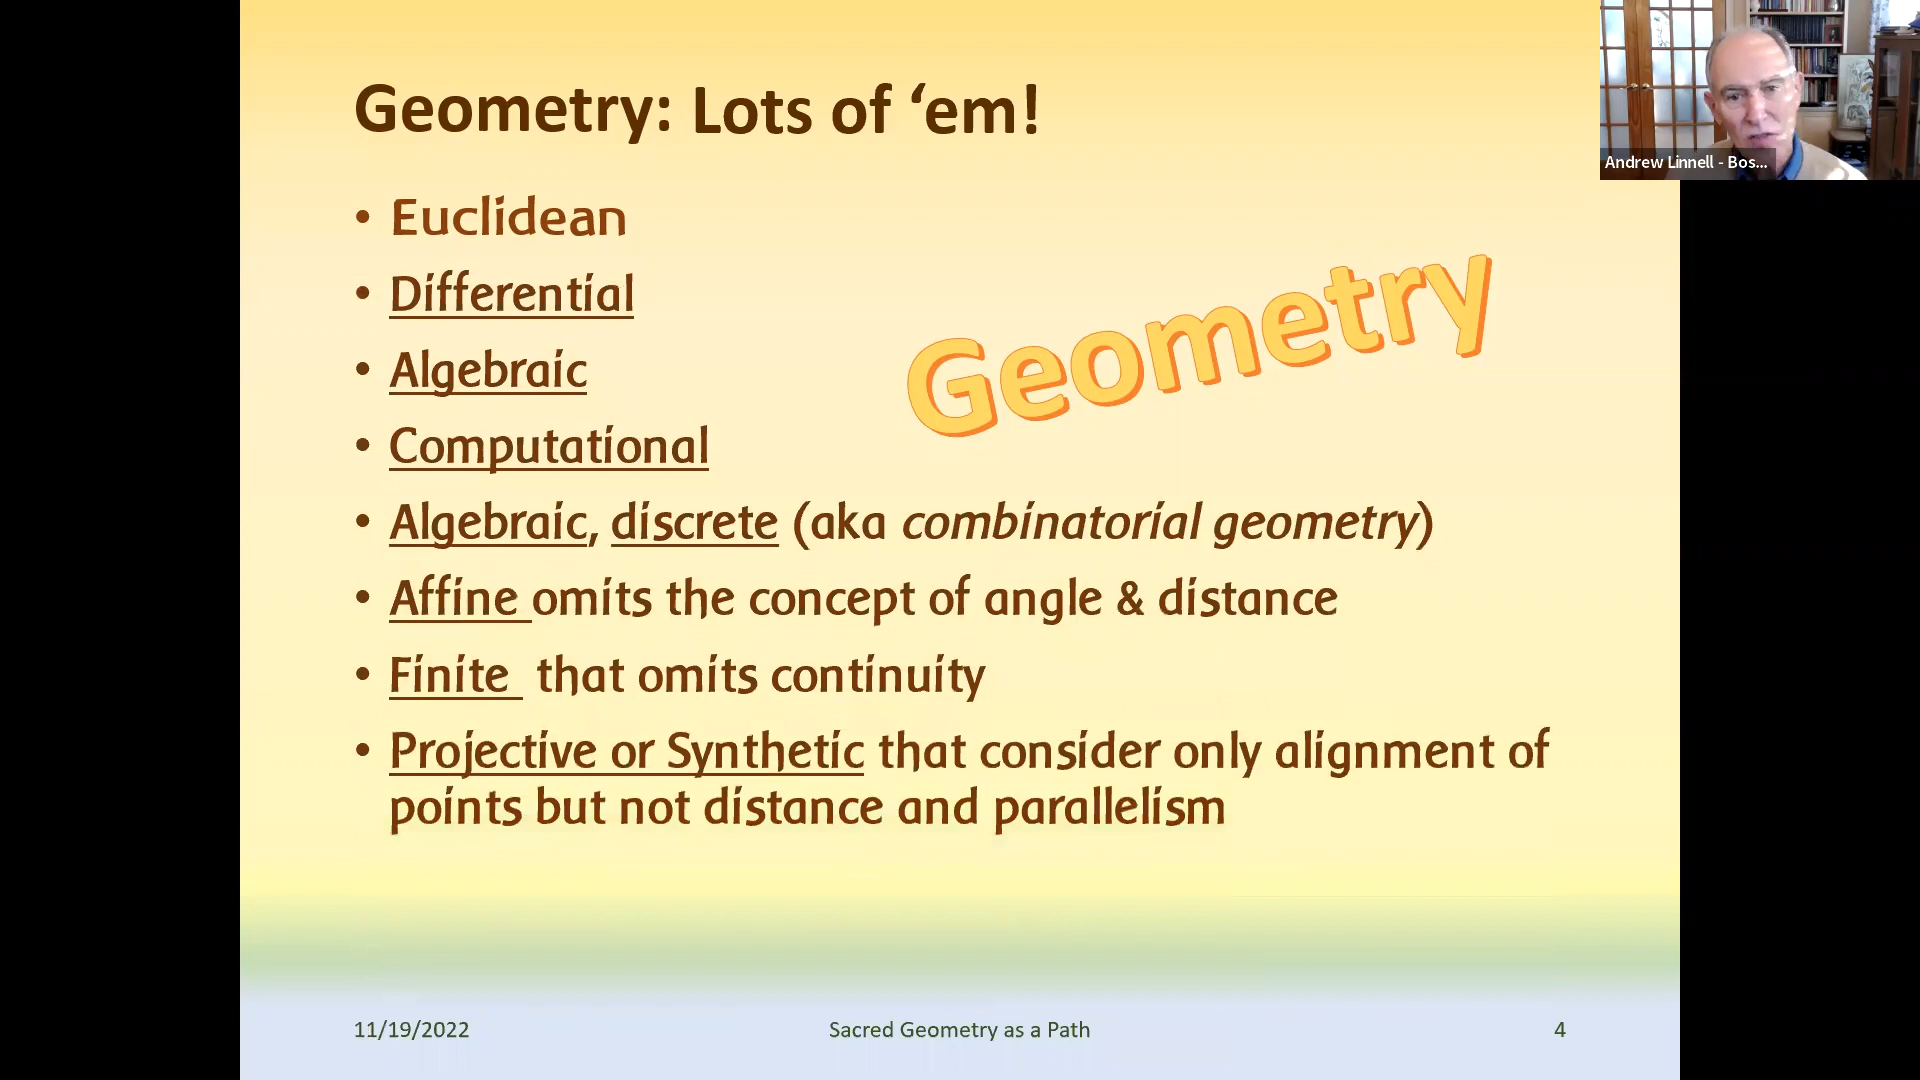 Geometry: Lots of ‘em!
Andrew Linnell - Bos...
• Euclidean
• Differential
• Algebraic
• Computational
Geometry
• Algebraic, discrete (aka combinatorial geometry)
• Affine omits the concept of angle & distance
• Finite that omits continuity
• Projective or Synthetic that consider only alignment of
points but not distance and parallelism
11/19/2022
Sacred Geometry as a Path
4